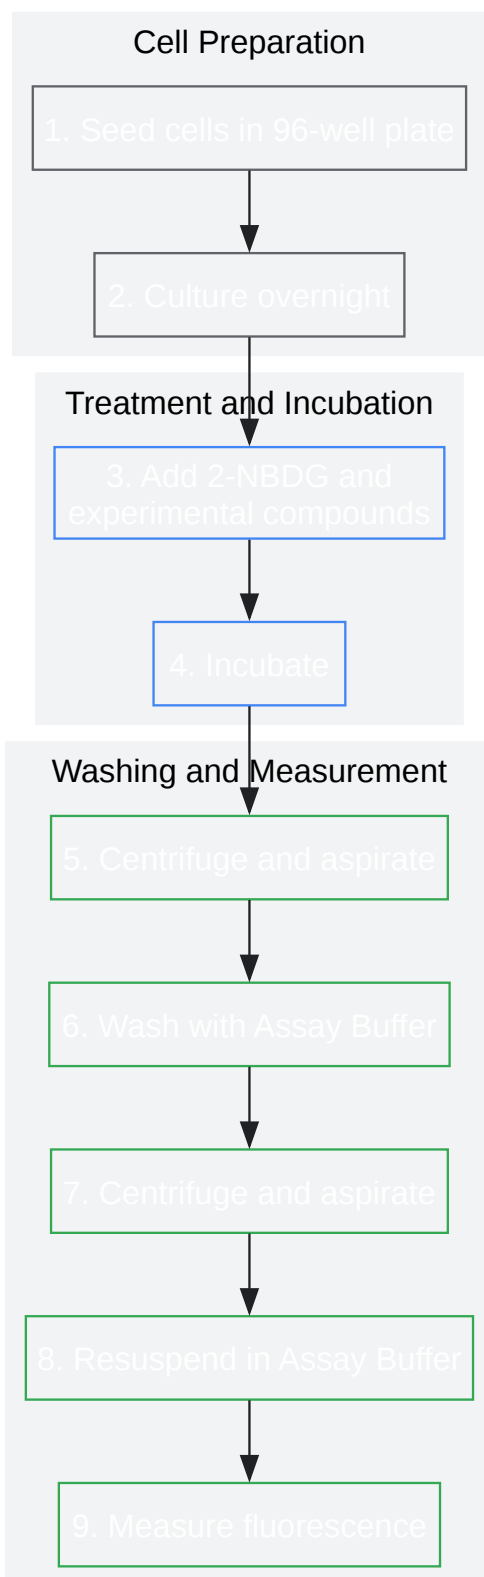 Cell Preparation
1. Seed cells in 96-well plate
2. Culture overnight
Treatment and Incubation
3. Add 2-NBDG and
experimental compounds
4. Incubate
Washing and Measurement
5. Centrifuge and aspirate
6. Wash with Assay Buffer
7. Centrifuge and aspirate
8. Resuspend in Assay Buffer
9. Measure fluorescence